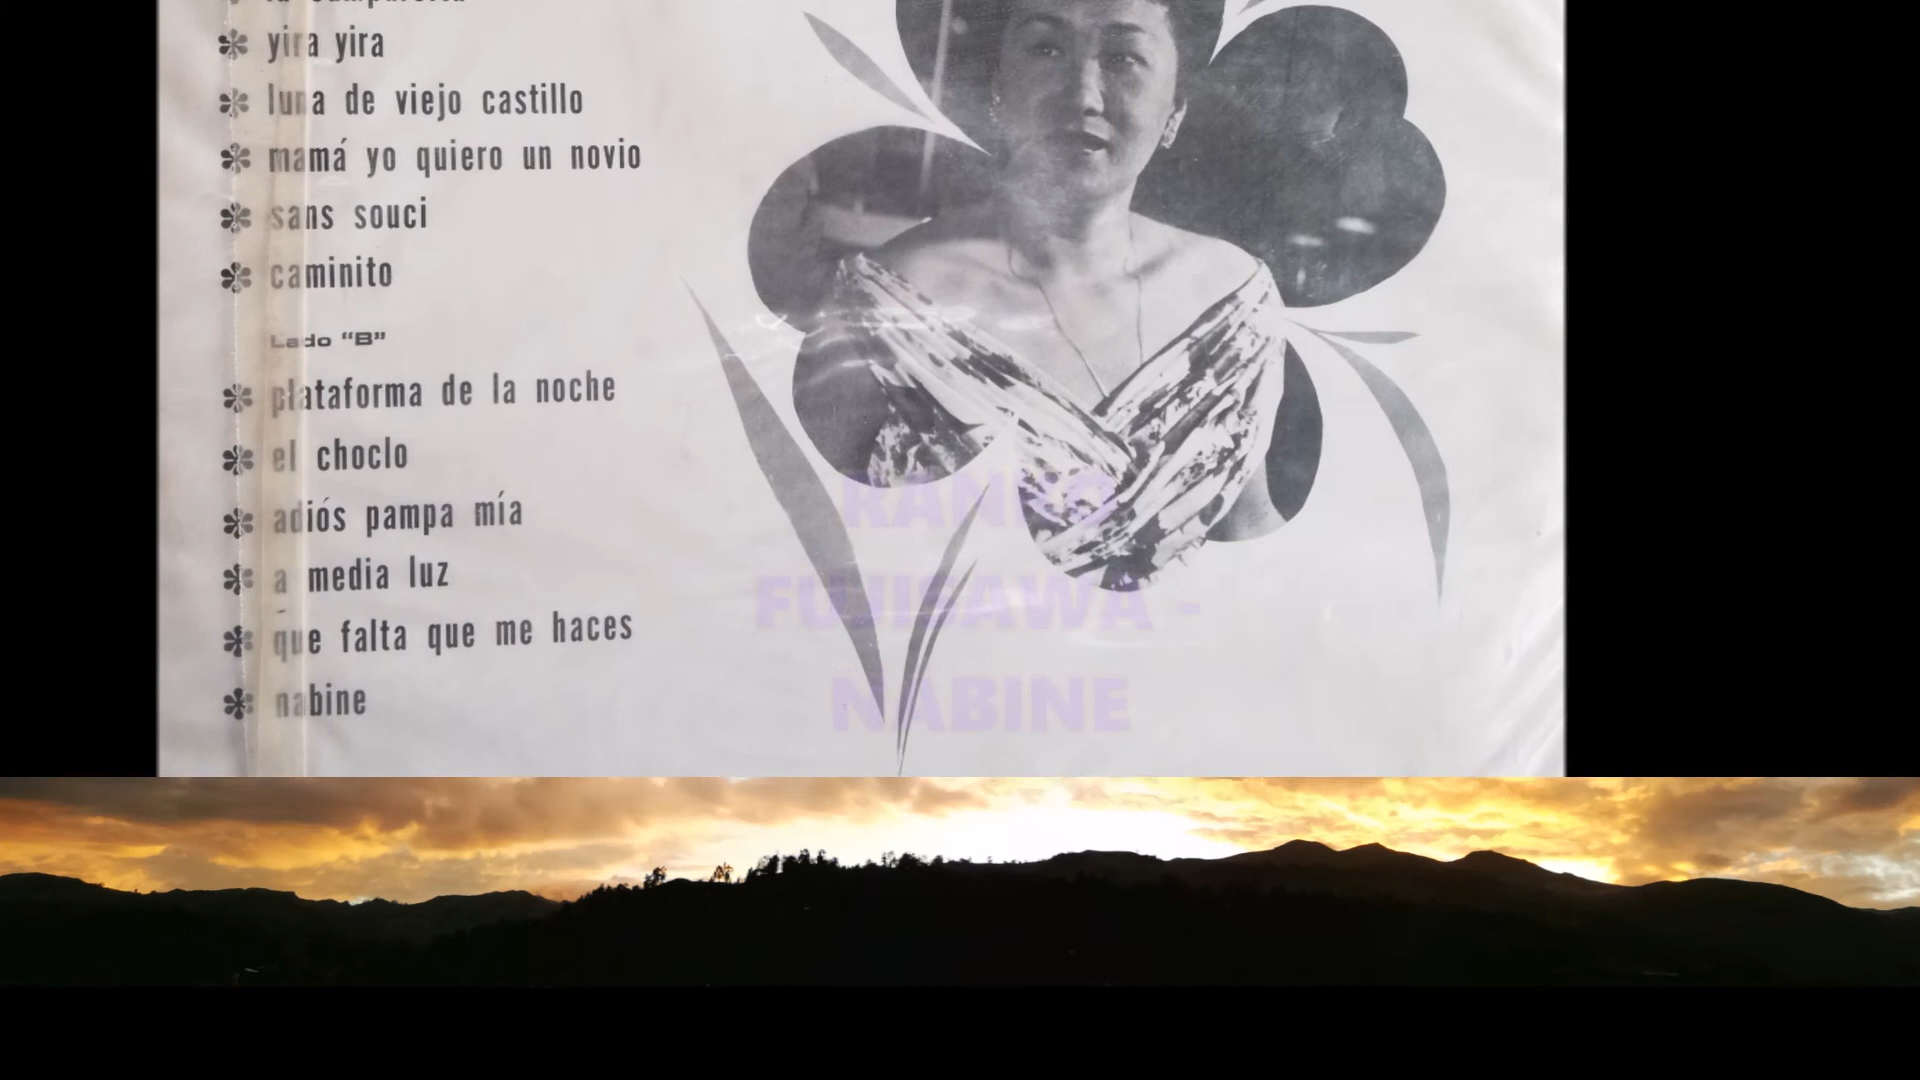 yira yira
luna de viejo castillo
mamá yo quiero un novio
sans souci
caminito
Lado "B"
plataforma de la noche
el choclo
adiós pampa mía
a media luz
que falta que me haces
nabine
RANKO
FUJISAWA -
NABINE